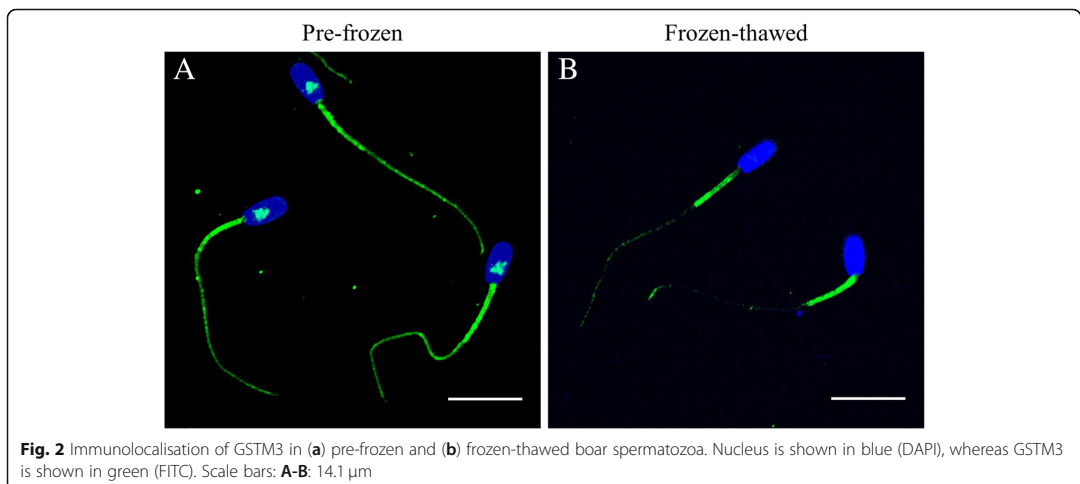 Pre-frozen
Frozen-thawed
A
B
Fig. 2 Immunolocalisation of GSTM3 in (a) pre-frozen and (b) frozen-thawed boar spermatozoa. Nucleus is shown in blue (DAPI), whereas GSTM3
is shown in green (FITC). Scale bars: A-B: 14.1 μm